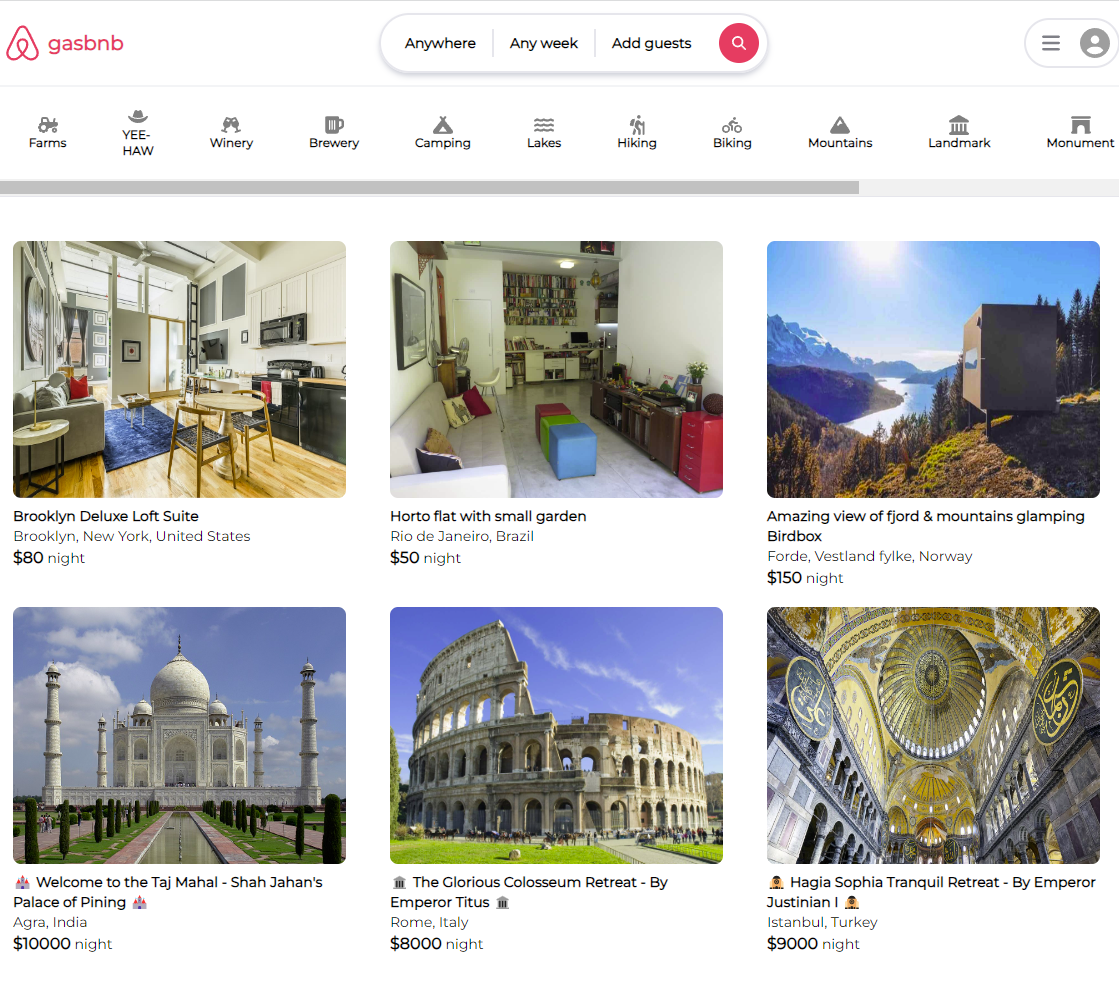 gasbnb
Anywhere
Any week
Add guests
Farms
YEE-
HAW
Winery
Brewery
Camping
Lakes
Hiking
Biking
Mountains
Landmark
Monument
Brooklyn Deluxe Loft Suite
Brooklyn, New York, United States
$80 night
Horto flat with small garden
Rio de Janeiro, Brazil
$50 night
Amazing view of fjord & mountains glamping
Birdbox
Forde, Vestland fylke, Norway
$150 night
🏰 Welcome to the Taj Mahal - Shah Jahan's
Palace of Pining 🏰
Agra, India
$10000 night
🏛 The Glorious Colosseum Retreat - By
Emperor Titus 🏛
Rome, Italy
$8000 night
🕋 Hagia Sophia Tranquil Retreat - By Emperor
Justinian I 🕋
Istanbul, Turkey
$9000 night